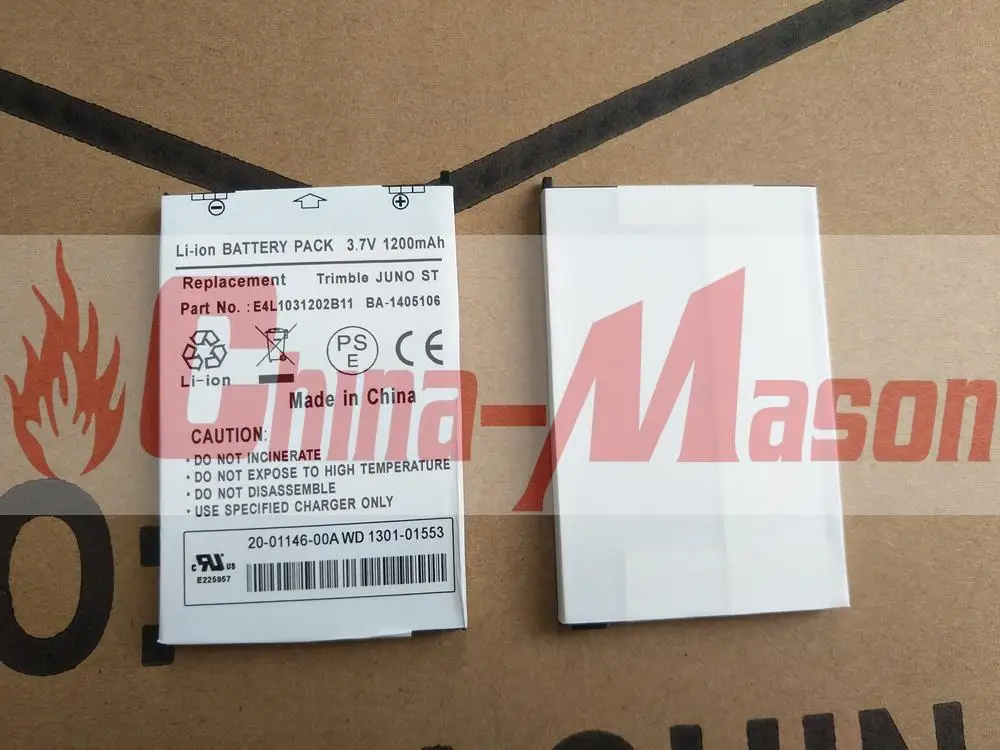 Li-ion BATTERY PACK 3.7V 1200mAh
Replacement Trimble JUNO ST
Part No. : E4L1031202B11 BA-1405106
PS
E
CE
Li-ion
Made in China
CAUTION:
• DO NOT INCINERATE
• DO NOT EXPOSE TO HIGH TEMPERATURE
• DO NOT DISASSEMBLE
• USE SPECIFIED CHARGER ONLY
20-01146-00A WD 1301-01553
c RU US
E225957
China-Mason